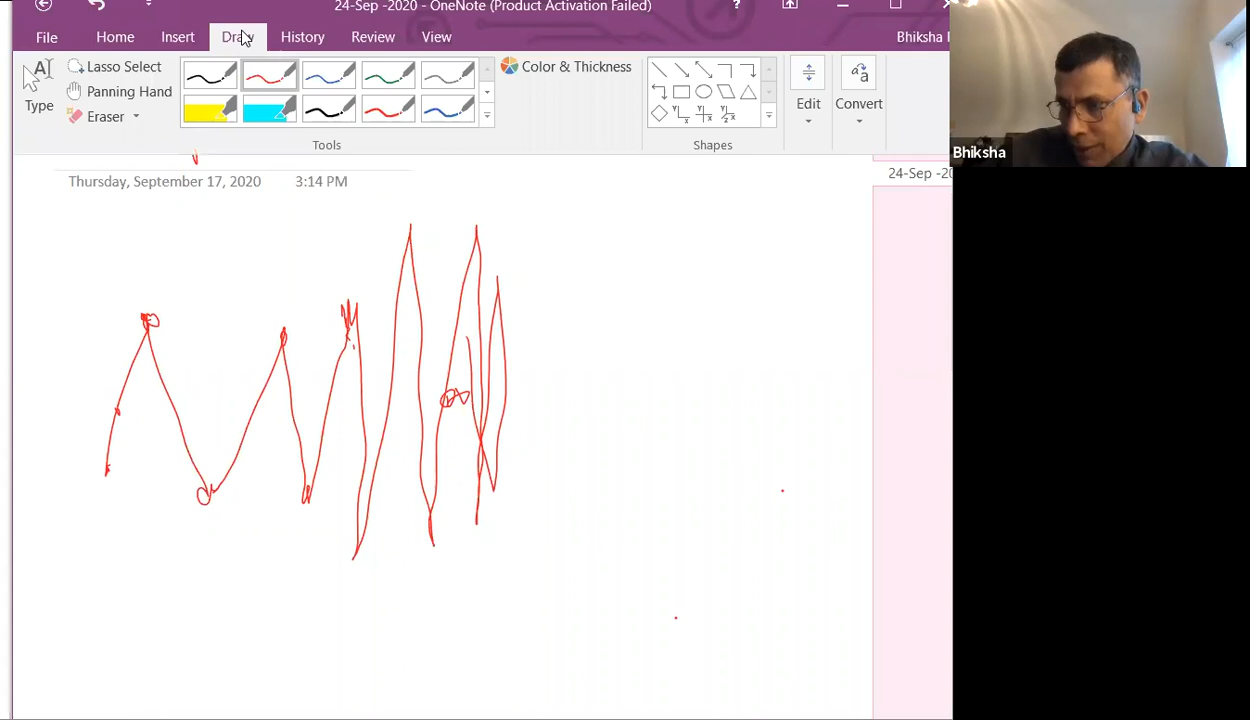 24-Sep -2020 - OneNote (Product Activation Failed) ?
File Home Insert Draw History Review View Bhiksha
Type
Lasso Select
Panning Hand
Eraser
Color & Thickness
Edit
Convert
Tools
Shapes
Bhiksha
Thursday, September 17, 2020 3:14 PM
24-Sep -20